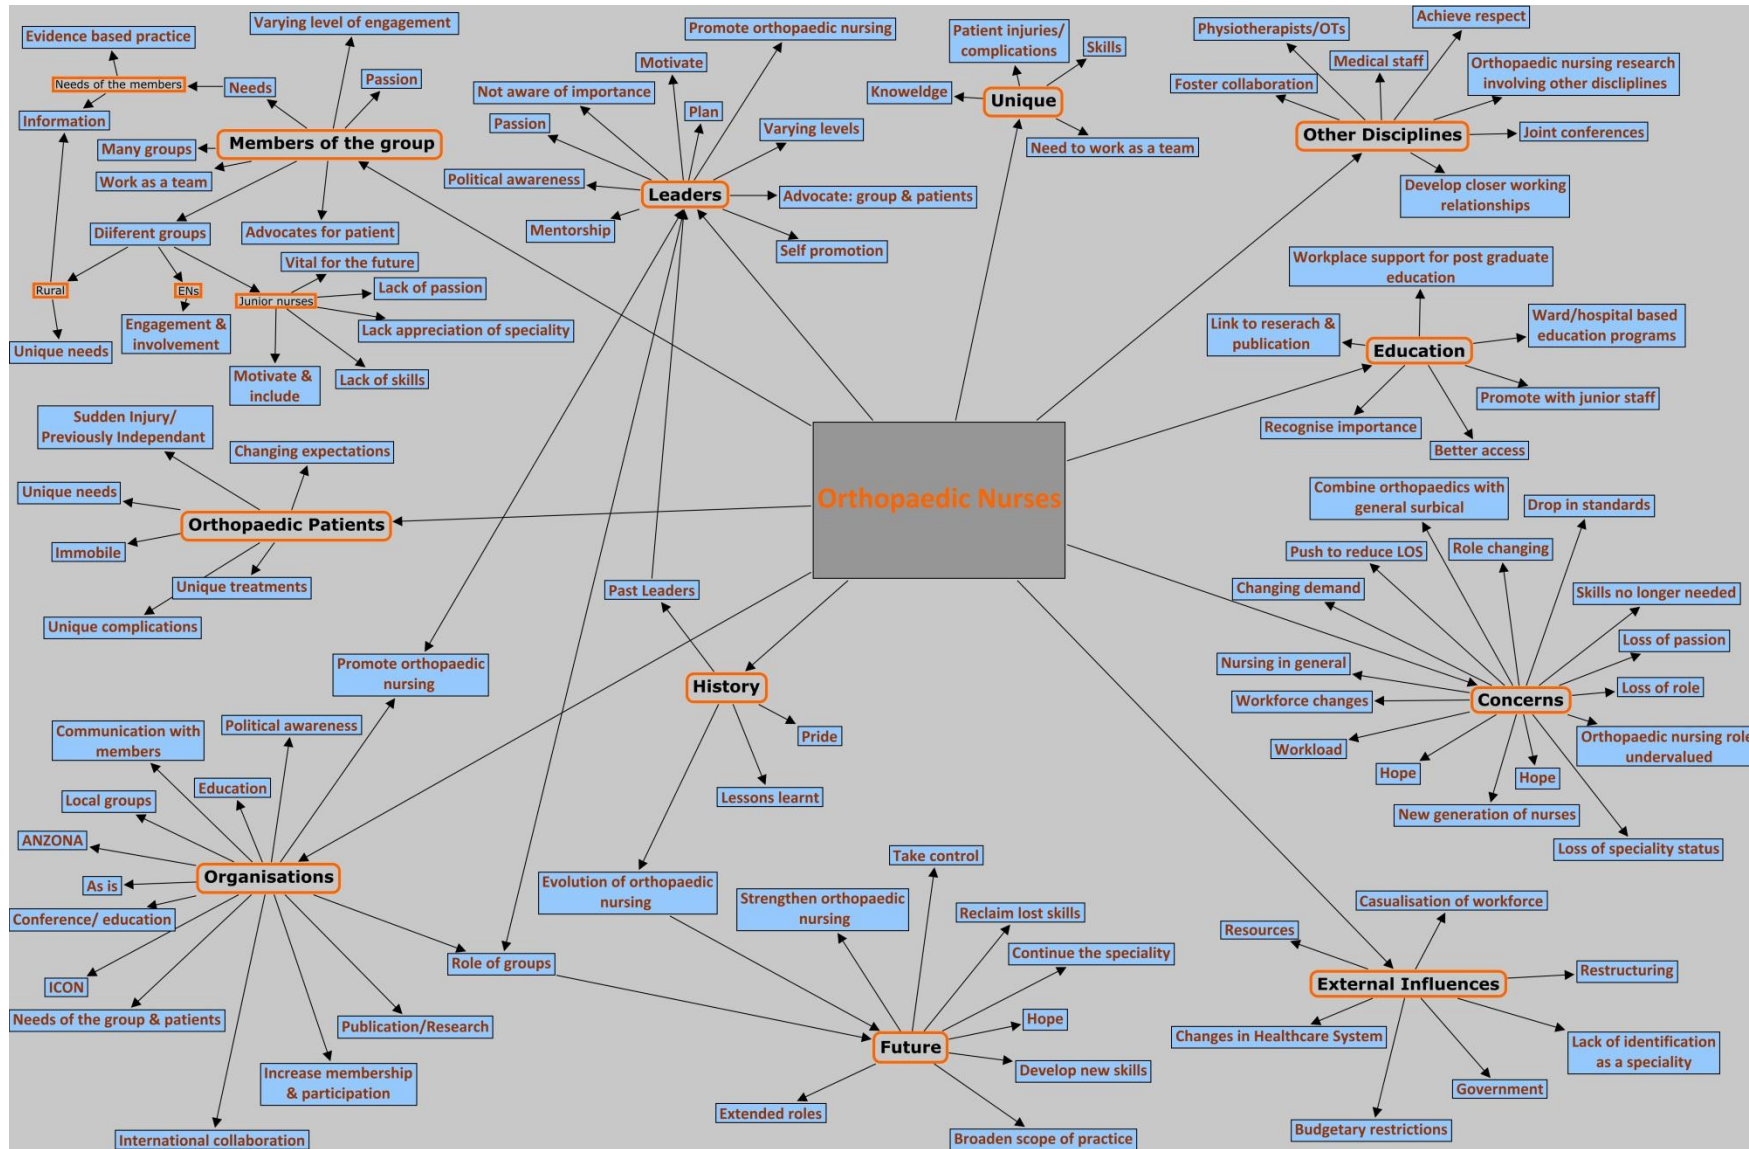 Evidence based practice
Needs of the members
Information
Needs
Varying level of engagement
Passion
Members of the group
Many groups
Work as a team
Diiferent groups
Advocates for patient
Rural
ENs
Junior nurses
Unique needs
Engagement &
involvement
Vital for the future
Lack of passion
Lack appreciation of speciality
Motivate &
include
Lack of skills
Promote orthopaedic nursing
Motivate
Not aware of importance
Plan
Passion
Varying levels
Political awareness
Leaders
Advocate: group & patients
Mentorship
Self promotion
Patient injuries/
complications
Skills
Knoweldge
Unique
Need to work as a team
Physiotherapists/OTs
Achieve respect
Medical staff
Orthopaedic nursing research
involving other discliplines
Foster collaboration
Other Disciplines
Joint conferences
Develop closer working
relationships
Workplace support for post graduate
education
Link to reserach &
publication
Ward/hospital based
education programs
Education
Promote with junior staff
Recognise importance
Better access
Orthopaedic Nurses
Sudden Injury/
Previously Independant
Changing expectations
Unique needs
Orthopaedic Patients
Immobile
Unique treatments
Unique complications
Combine orthopaedics with
general surbical
Drop in standards
Push to reduce LOS
Role changing
Changing demand
Skills no longer needed
Loss of passion
Nursing in general
Loss of role
Workforce changes
Concerns
Workload
Orthopaedic nursing role
undervalued
Hope
Hope
New generation of nurses
Loss of speciality status
Past Leaders
History
Pride
Lessons learnt
Evolution of orthopaedic
nursing
Promote orthopaedic
nursing
Communication with
members
Political awareness
Education
Local groups
ANZONA
As is
Organisations
Conference/ education
ICON
Needs of the group & patients
Role of groups
Publication/Research
Increase membership
& participation
International collaboration
Take control
Strengthen orthopaedic
nursing
Reclaim lost skills
Continue the speciality
Hope
Future
Develop new skills
Extended roles
Broaden scope of practice
Casualisation of workforce
Resources
Restructuring
External Influences
Changes in Healthcare System
Lack of identification
as a speciality
Government
Budgetary restrictions